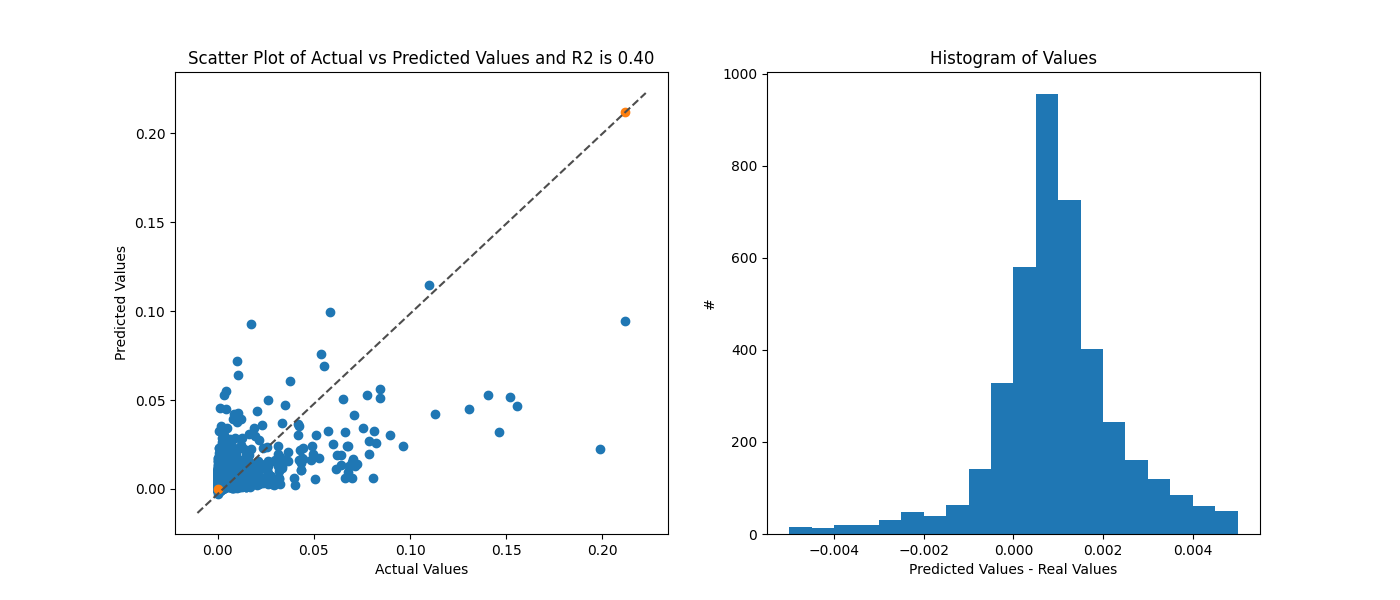 Scatter Plot of Actual vs Predicted Values and R2 is 0.40
Predicted Values
0.20
0.15
0.10
0.05
0.00
0.00 0.05 0.10 0.15 0.20
Actual Values
Histogram of Values
#
1000
800
600
400
200
0
−0.004 −0.002 0.000 0.002 0.004
Predicted Values - Real Values